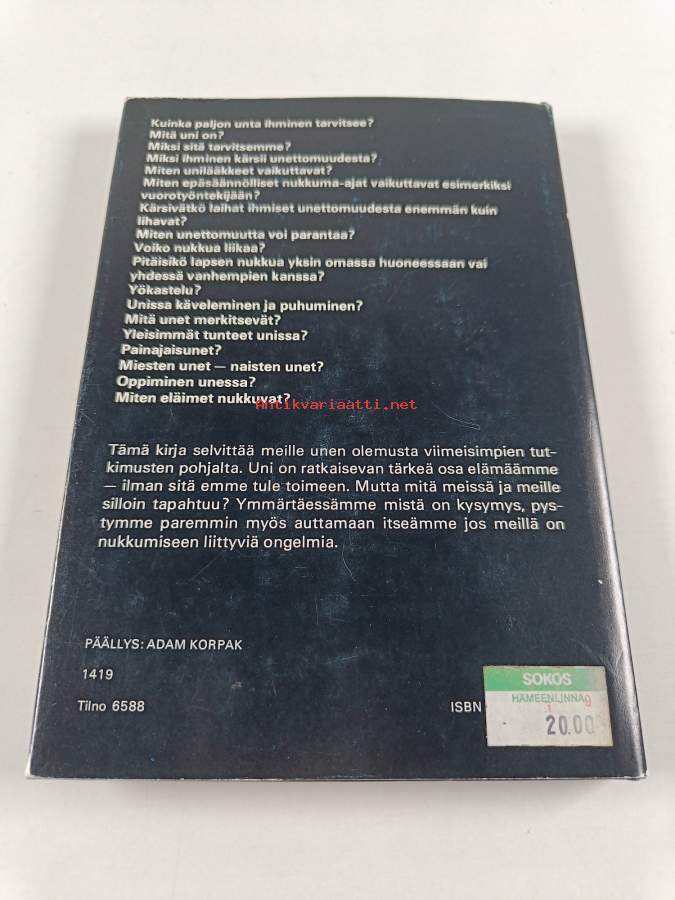 Kuinka paljon unta ihminen tarvitsee?
Mitä uni on?
Miksi sitä tarvitsemme?
Miksi ihminen kärsii unettomuudesta?
Miten unilääkkeet vaikuttavat?
Miten epäsäännölliset nukkuma-ajat vaikuttavat esimerkiksi
vuorotyöntekijään?
Kärsivätkö laihat ihmiset unettomuudesta enemmän kuin
lihavat?
Miten unettomuutta voi parantaa?
Voiko nukkua liikaa?
Pitäisikö lapsen nukkua yksin omassa huoneessaan vai
yhdessä vanhempien kanssa?
Yökastelu?
Unissa käveleminen ja puhuminen?
Mitä unet merkitsevät?
Yleisimmät tunteet unissa?
Painajaisunet?
Miesten unet — naisten unet?
Oppiminen unessa?
Miten eläimet nukkuvat?
Antikvariaatti.net
Tämä kirja selvittää meille unen olemusta viimeisimpien tut-
kimusten pohjalta. Uni on ratkaisevan tärkeä osa elämäämme
— ilman sitä emme tule toimeen. Mutta mitä meissä ja meille
silloin tapahtuu? Ymmärtäessämme mistä on kysymys, pys-
tymme paremmin myös auttamaan itseämme jos meillä on
nukkumiseen liittyviä ongelmia.
PÄÄLLYS: ADAM KORPAK
1419
Tilno 6588
ISBN
SOKOS
HÄMEENLINNA
1 9
20.00